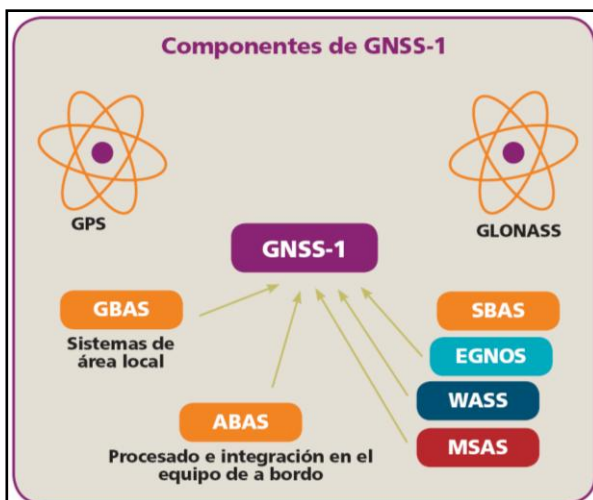 Componentes de GNSS-1
GPS
GLONASS
GNSS-1
GBAS
Sistemas de
área local
ABAS
Procesado e integración en el
equipo de a bordo
SBAS
EGNOS
WASS
MSAS